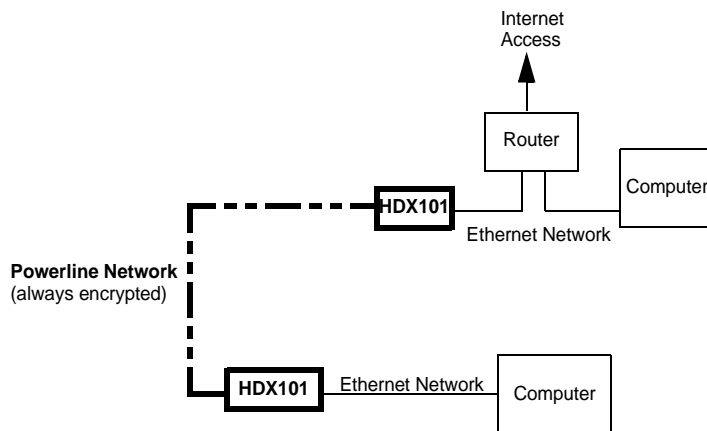 Internet
Access
Router
Computer
HDX101
Ethernet Network
Powerline Network
(always encrypted)
HDX101
Ethernet Network
Computer